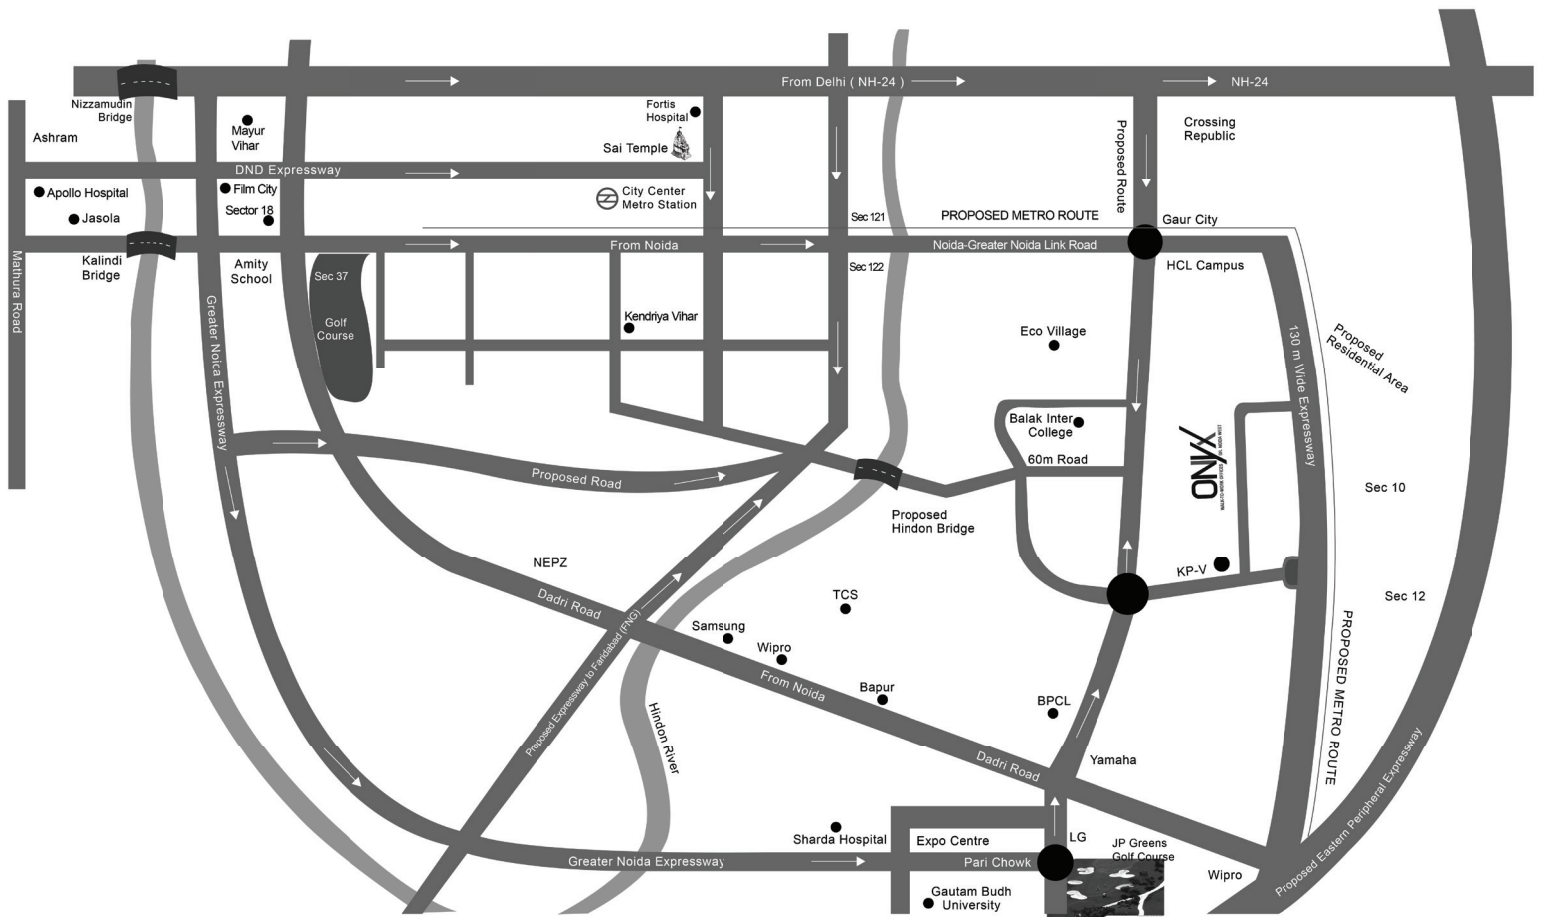 From Delhi ( NH-24 )
NH-24
Nizzamudin
Bridge
Ashram
Mayur
Vihar
Fortis
Hospital
Sai Temple
Crossing
Republic
Proposed Route
DND Expressway
Apollo Hospital
Film City
Jasola
Sector 18
City Center
Metro Station
Sec 121
PROPOSED METRO ROUTE
Gaur City
From Noida
Noida-Greater Noida Link Road
Kalindi
Bridge
Amity
School
Sec 37
Sec 122
HCL Campus
Mathura Road
Golf
Course
Kendriya Vihar
Eco Village
Greater Noica Expressway
130 m Wide Expressway
Proposed
Residential Area
Balak Inter
College
60m Road
ONYX
WALK-TO-WORK OFFICES
Proposed Road
Sec 10
Proposed
Hindon Bridge
NEPZ
KP-V
Dadri Road
TCS
Sec 12
Samsung
Wipro
Proposed Expressway to Faridabad (FNG)
From Noida
Bapur
BPCL
Hindon River
PROPOSED METRO ROUTE
Dadri Road
Yamaha
Proposed Eastern Peripheral Expressway
Sharda Hospital
Expo Centre
LG
JP Greens
Golf Course
Greater Noida Expressway
Pari Chowk
Wipro
Gautam Budh
University